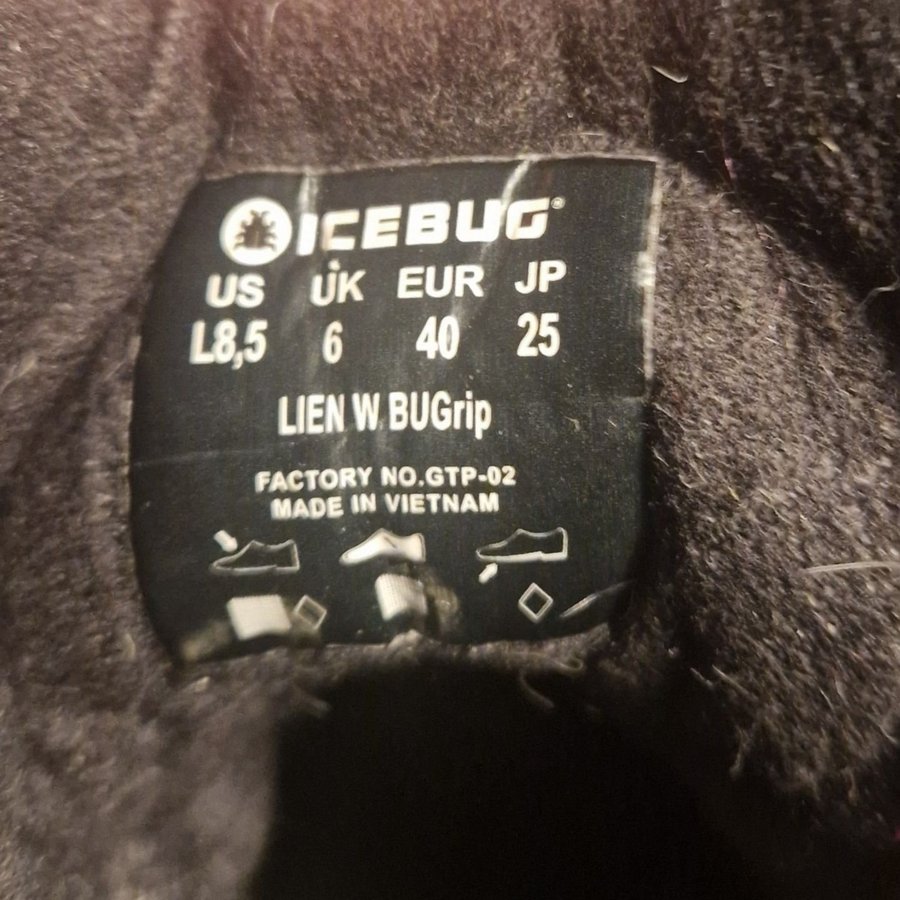 ICEBUG®
US UK EUR JP
L8,5 6 40 25
LIEN W BUGrip
FACTORY NO.GTP-02
MADE IN VIETNAM